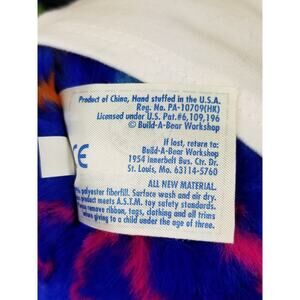 Product of China, Hand stuffed in the U.S.A.
Reg. No. PA-10709(HK)
Licensed under U.S. Pat.#6,109,196
© Build-A-Bear Workshop
If lost, return to:
Build-A-Bear Workshop
1954 Innerbelt Bus. Ctr. Dr.
St. Louis, Mo. 63114-5760
CE
ALL NEW MATERIAL.
polyester fiberfill. Surface wash and air dry.
product meets A.S.T.M. toy safety standards.
remove ribbon, tags, clothing and all trims
before giving to a child under the age of three.